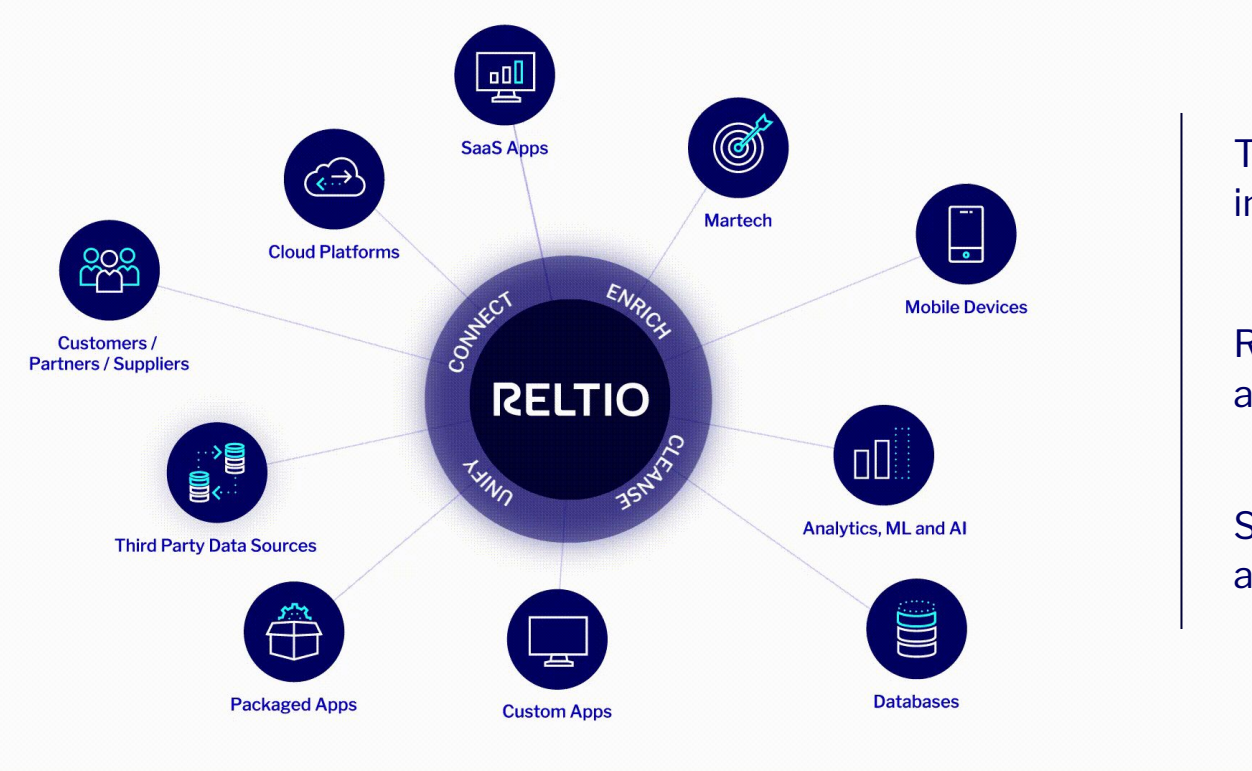 SaaS Apps
Martech
Cloud Platforms
Mobile Devices
Customers /
Partners / Suppliers
CONNECT
ENRICH
RELTIO
UNIFY
CLEANSE
Third Party Data Sources
Analytics, ML and AI
Packaged Apps
Custom Apps
Databases